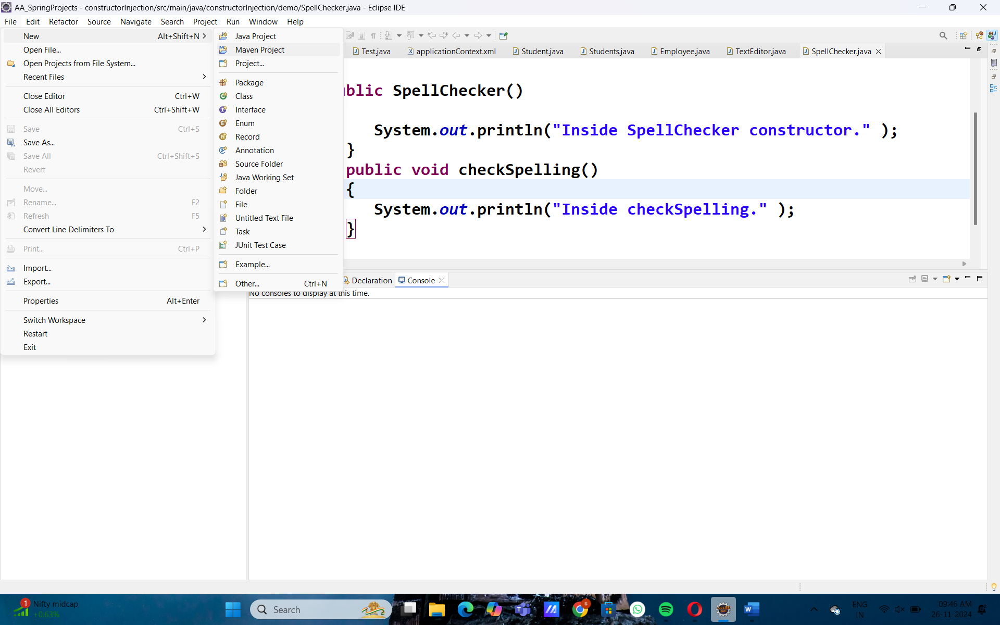 AA_SpringProjects - constructorInjection/src/main/java/constructorInjection/demo/SpellChecker.java - Eclipse IDE
File Edit Refactor Source Navigate Search Project Run Window Help
New Alt+Shift+N
Open File...
Open Projects from File System...
Recent Files
Close Editor Ctrl+W
Close All Editors Ctrl+Shift+W
Save Ctrl+S
Save As...
Save All Ctrl+Shift+S
Revert
Move...
Rename... F2
Refresh F5
Convert Line Delimiters To
Print... Ctrl+P
Import...
Export...
Properties Alt+Enter
Switch Workspace
Restart
Exit
Java Project
Maven Project
Project...
Package
Class
Interface
Enum
Record
Annotation
Source Folder
Java Working Set
Folder
File
Untitled Text File
Task
JUnit Test Case
Example...
Other... Ctrl+N
Test.java applicationContext.xml Student.java Students.java Employee.java TextEditor.java SpellChecker.java
blic SpellChecker()
System.out.println("Inside SpellChecker constructor." );
}
public void checkSpelling()
{
System.out.println("Inside checkSpelling." );
}
Declaration Console
No consoles to display at this time.
1
Nifty midcap
+0.63%
Search
ENG
IN
09:46 AM
26-11-2024